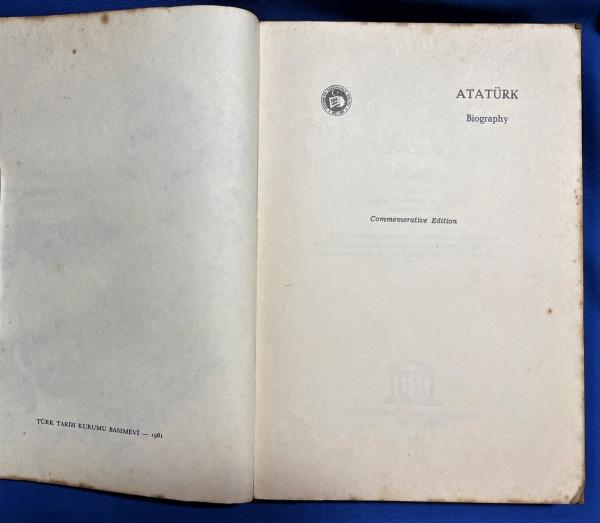 TÜRK TARİH KURUMU BASIMEVİ — 1981
ATATÜRK
Biography
Commemorative Edition